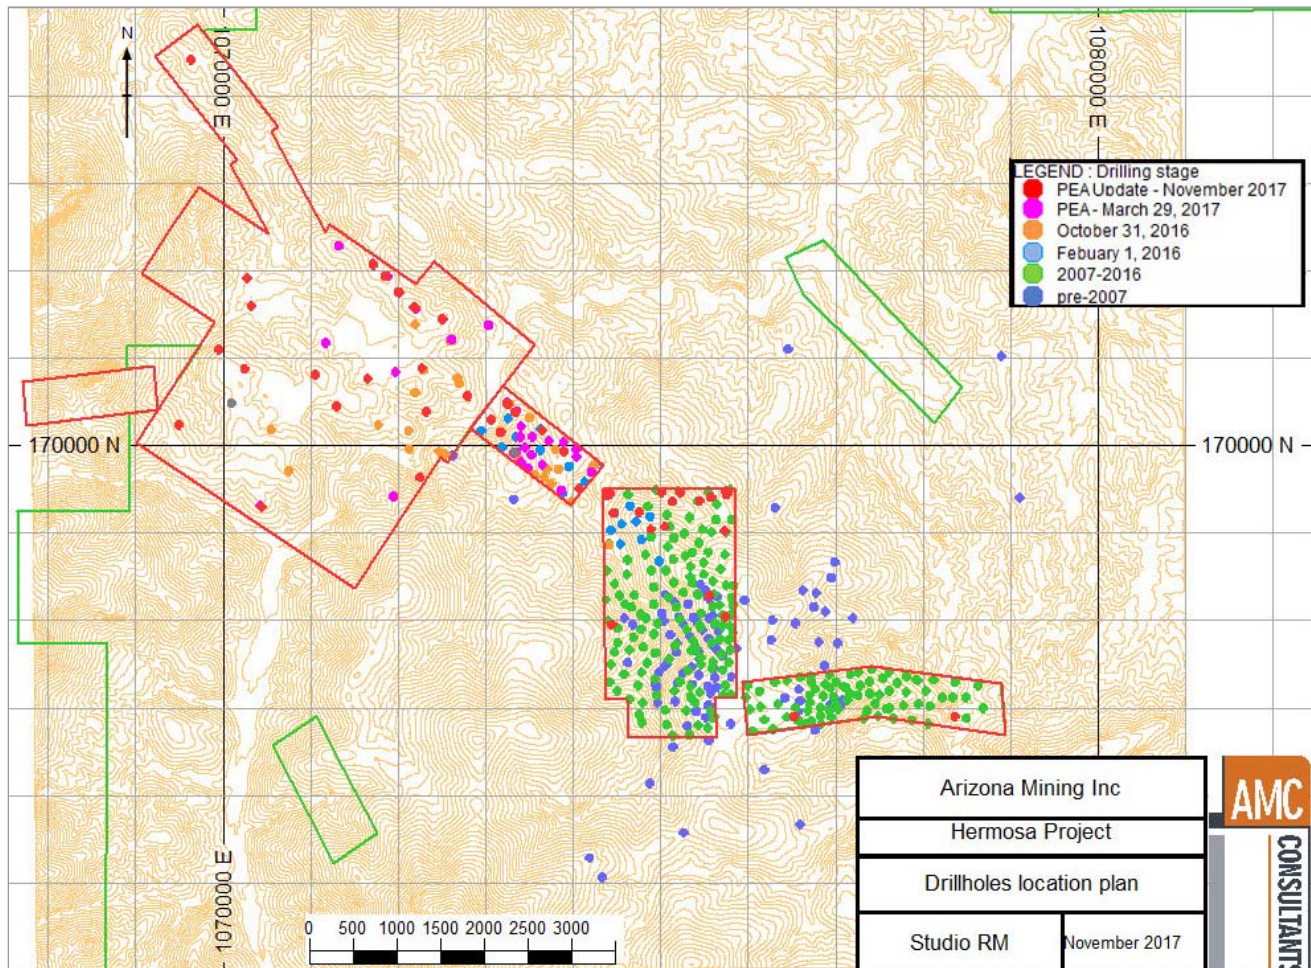 N
1070000 E
1080000 E
LEGEND : Drilling stage
PEA Update - November 2017
PEA - March 29, 2017
October 31, 2016
Febuary 1, 2016
2007-2016
pre-2007
170000 N
170000 N
1070000 E
0 500 1000 1500 2000 2500 3000
Arizona Mining Inc
Hermosa Project
Drillholes location plan
Studio RM
November 2017
AMC
CONSULTANTS